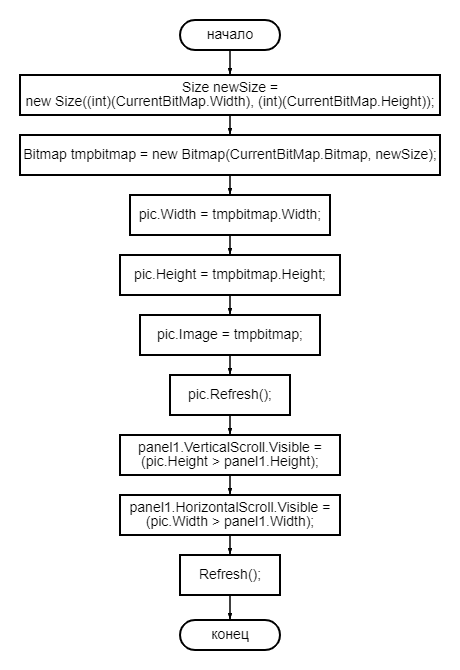 начало
Size newSize =
new Size((int)(CurrentBitMap.Width), (int)(CurrentBitMap.Height));
Bitmap tmpbitmap = new Bitmap(CurrentBitMap.Bitmap, newSize);
pic.Width = tmpbitmap.Width;
pic.Height = tmpbitmap.Height;
pic.Image = tmpbitmap;
pic.Refresh();
panel1.VerticalScroll.Visible =
(pic.Height > panel1.Height);
panel1.HorizontalScroll.Visible =
(pic.Width > panel1.Width);
Refresh();
конец